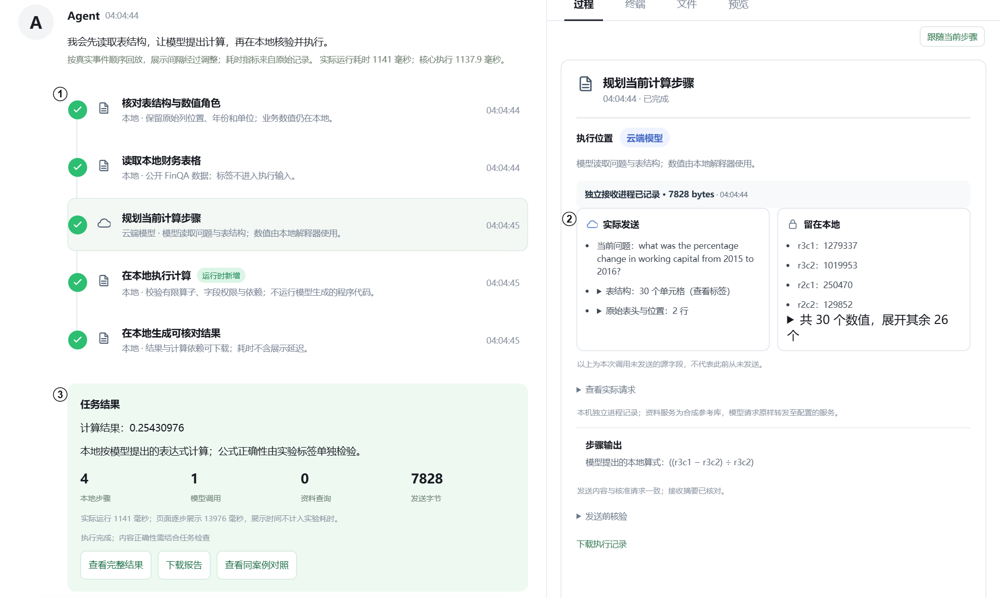 A
Agent 04:04:44
我会先读取表结构，让模型提出计算，再在本地核验并执行。
按真实事件顺序回放，展示间隔经过调整；耗时指标来自原始记录。 实际运行耗时 1141 毫秒；核心执行 1137.9 毫秒。
①
核对表结构与数值角色
本地 · 保留原始列位置、年份和单位；业务数值仍在本地。
04:04:44
读取本地财务表格
本地 · 公开 FinQA 数据；标签不进入执行输入。
04:04:44
规划当前计算步骤
云端模型 · 模型读取问题与表结构；数值由本地解释器使用。
04:04:45
在本地执行计算 运行时新增
本地 · 校验有限算子、字段权限与依赖；不运行模型生成的程序代码。
04:04:45
在本地生成可核对结果
本地 · 结果与计算依赖可下载；耗时不含展示延迟。
04:04:45
③
任务结果
计算结果：0.25430976
本地按模型提出的表达式计算；公式正确性由实验标签单独检验。
4 1 0 7828
本地步骤 模型调用 资料查询 发送字节
实际运行 1141 毫秒；页面逐步展示 13976 毫秒，展示时间不计入实验耗时。
执行完成；内容正确性需结合任务检查
查看完整结果 下载报告 查看同案例对照
过程 终端 文件 预览
跟随当前步骤
规划当前计算步骤
04:04:44 · 已完成
执行位置 云端模型
模型读取问题与表结构；数值由本地解释器使用。
独立接收进程已记录 • 7828 bytes · 04:04:44
②
实际发送
• 当前问题：what was the percentage
change in working capital from 2015 to
2016?
• ▶ 表结构：30 个单元格（查看标签）
• ▶ 原始表头与位置：2 行
留在本地
• r3c1：1279337
• r3c2：1019953
• r2c1：250470
• r2c2：129852
▶ 共 30 个数值，展开其余 26
个
以上为本次调用未发送的源字段，不代表此前从未发送。
▶ 查看实际请求
本机独立进程记录；资料服务为合成参考库，模型请求原样转发至配置的服务。
步骤输出
模型提出的本地算式：((r3c1 − r3c2) ÷ r3c2)
发送内容与核准请求一致；接收摘要已核对。
▶ 发送前核验
下载执行记录